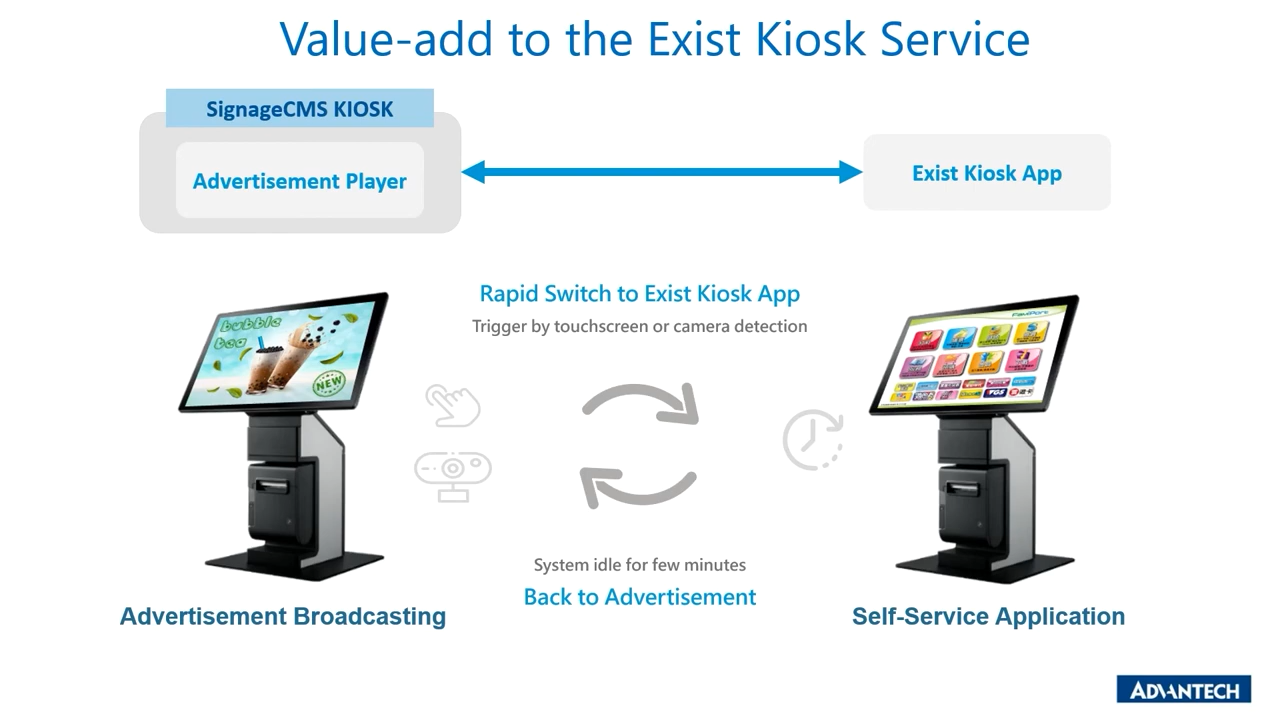 Value-add to the Exist Kiosk Service
SignageCMS KIOSK
Advertisement Player
Exist Kiosk App
Rapid Switch to Exist Kiosk App
Trigger by touchscreen or camera detection
bubble
tea
NEW
System idle for few minutes
Back to Advertisement
Advertisement Broadcasting
Self-Service Application
ADVANTECH